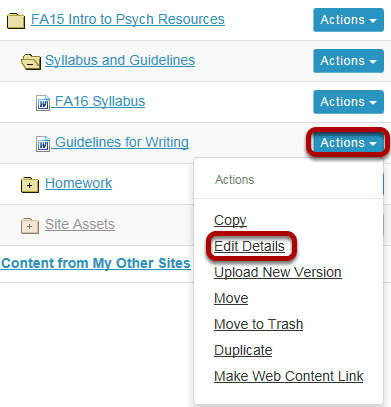 FA15 Intro to Psych Resources Actions
Syllabus and Guidelines Actions
FA16 Syllabus Actions
Guidelines for Writing Actions
Homework
Site Assets
Content from My Other Sites
Actions
Copy
Edit Details
Upload New Version
Move
Move to Trash
Duplicate
Make Web Content Link